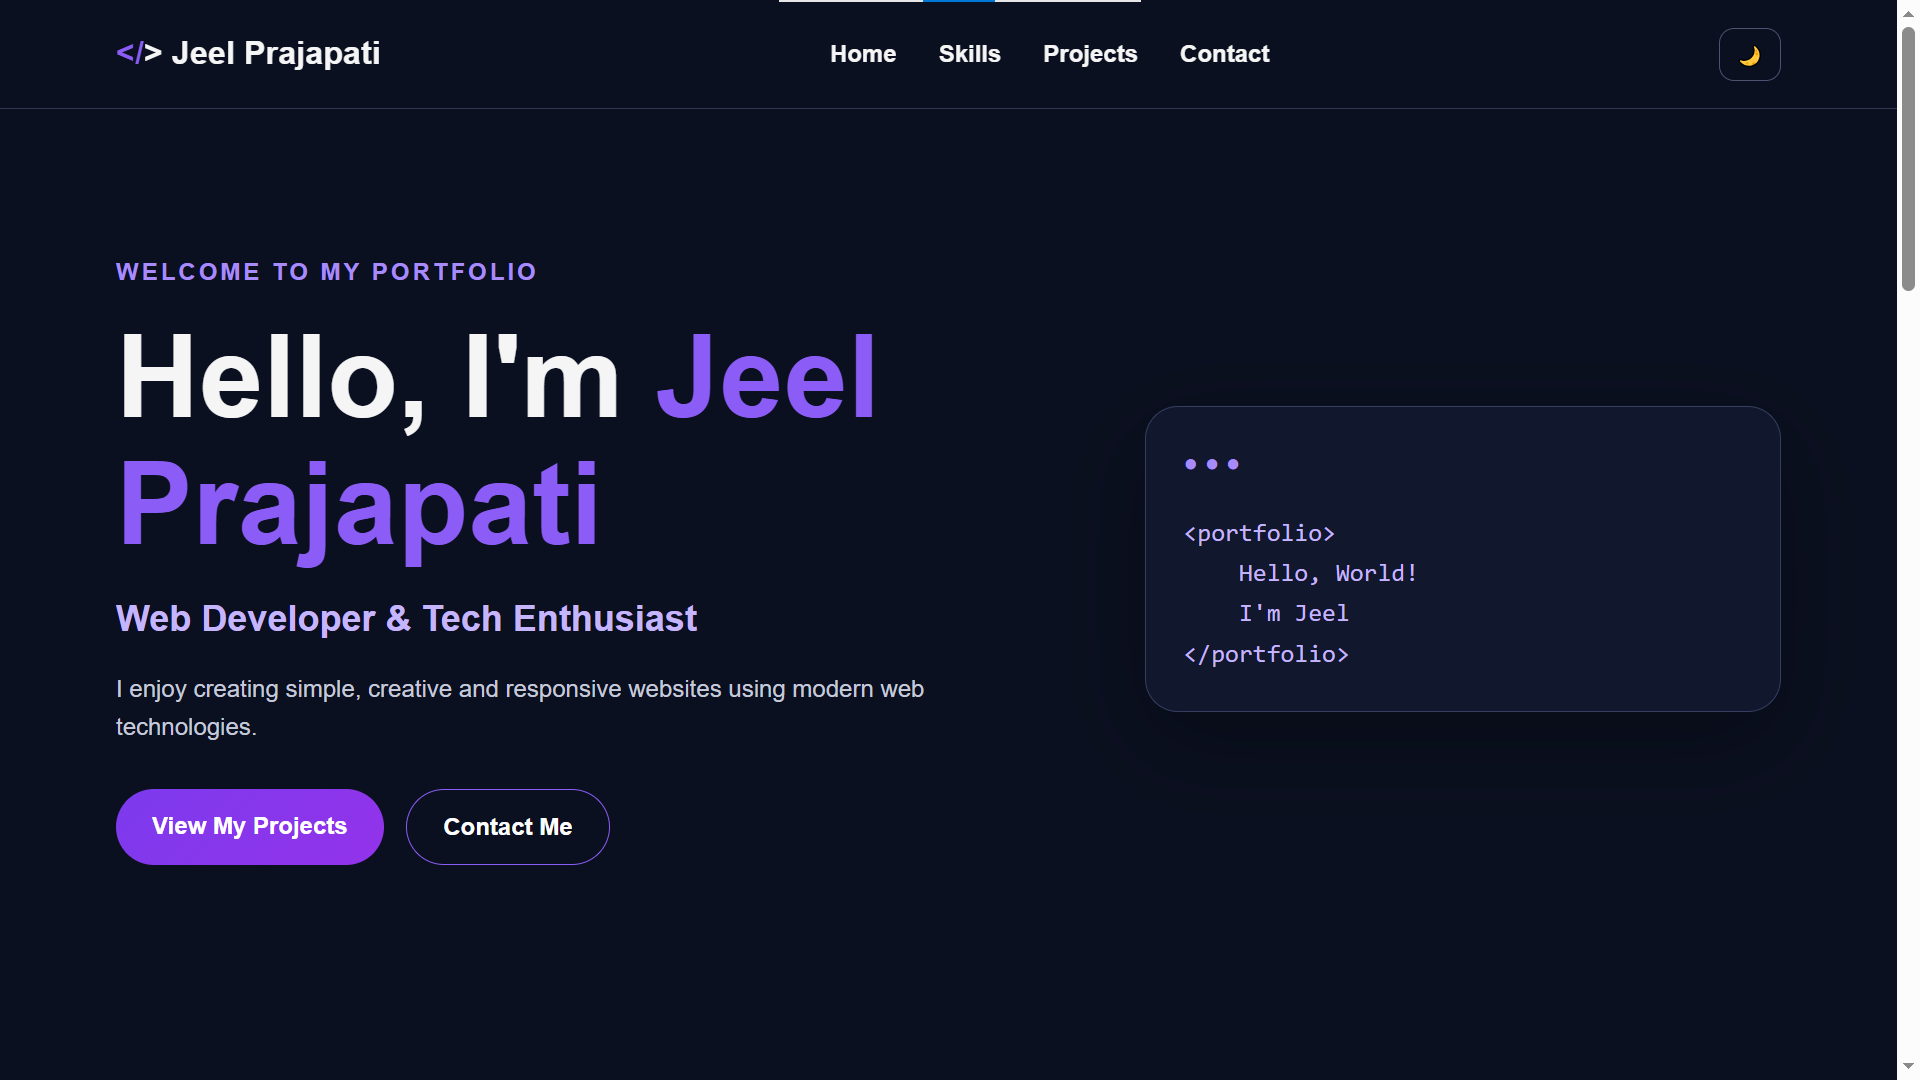 </> Jeel Prajapati
Home Skills Projects Contact
WELCOME TO MY PORTFOLIO
Hello, I'm Jeel
Prajapati
Web Developer & Tech Enthusiast
I enjoy creating simple, creative and responsive websites using modern web
technologies.
View My Projects
Contact Me
<portfolio>
Hello, World!
I'm Jeel
</portfolio>